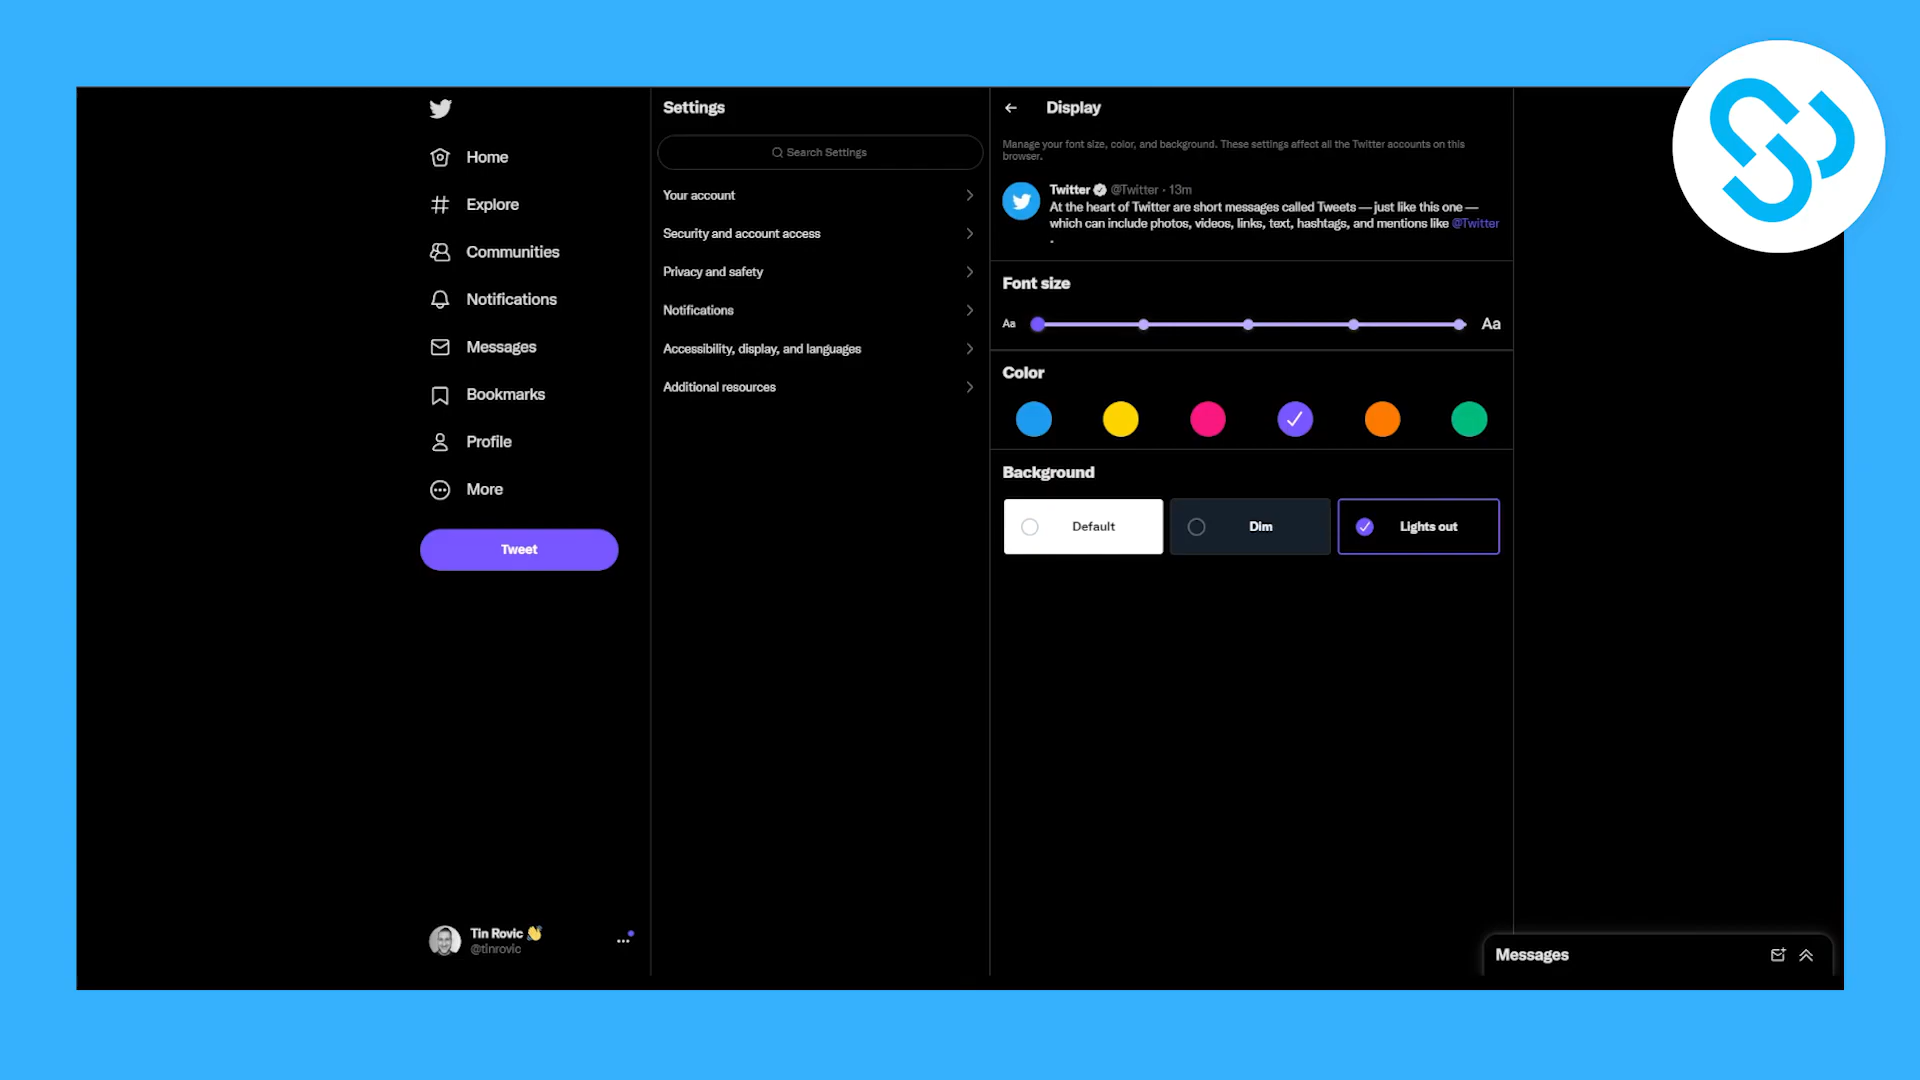 Home
Explore
Communities
Notifications
Messages
Bookmarks
Profile
More
Tweet
Tin Rovic 👋
@tinrovic
Settings
Search Settings
Your account
Security and account access
Privacy and safety
Notifications
Accessibility, display, and languages
Additional resources
Display
Manage your font size, color, and background. These settings affect all the Twitter accounts on this
browser.
Twitter @Twitter · 13m
At the heart of Twitter are short messages called Tweets — just like this one —
which can include photos, videos, links, text, hashtags, and mentions like @Twitter
.
Font size
Aa Aa
Color
Background
Default Dim Lights out
Messages